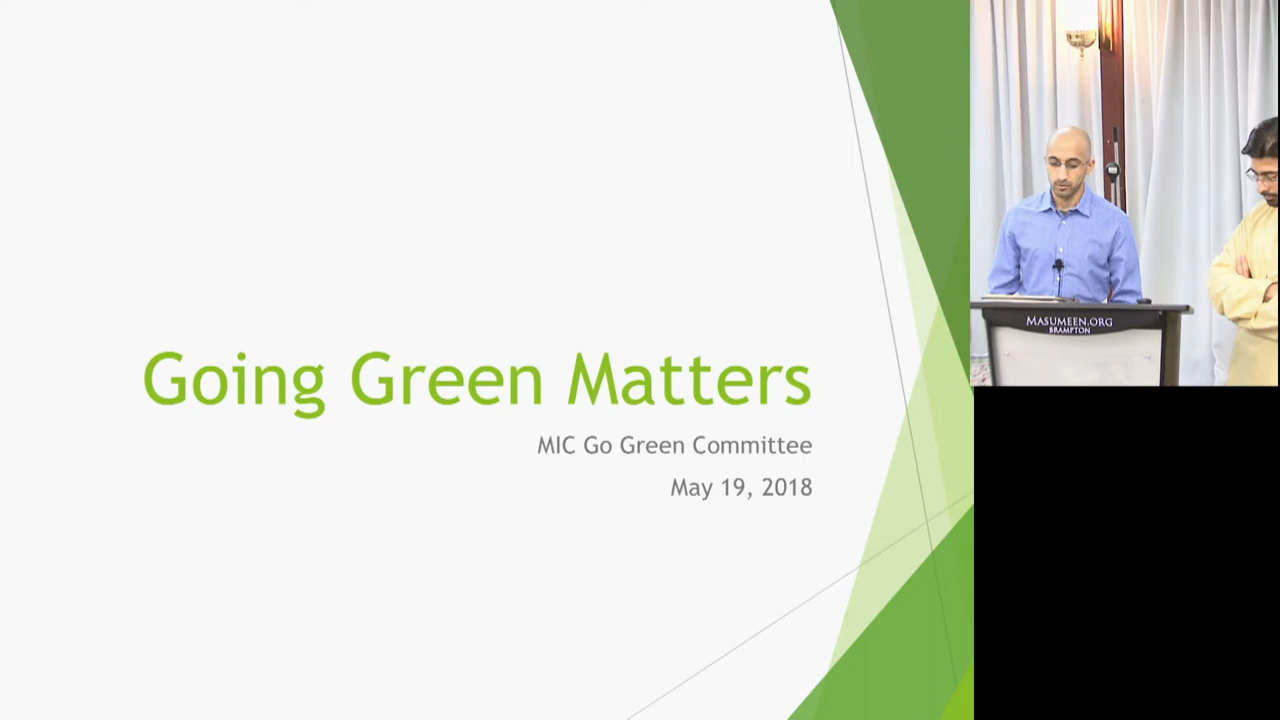 Going Green Matters
MIC Go Green Committee
May 19, 2018
MASUMEEN.ORG
BRAMPTON